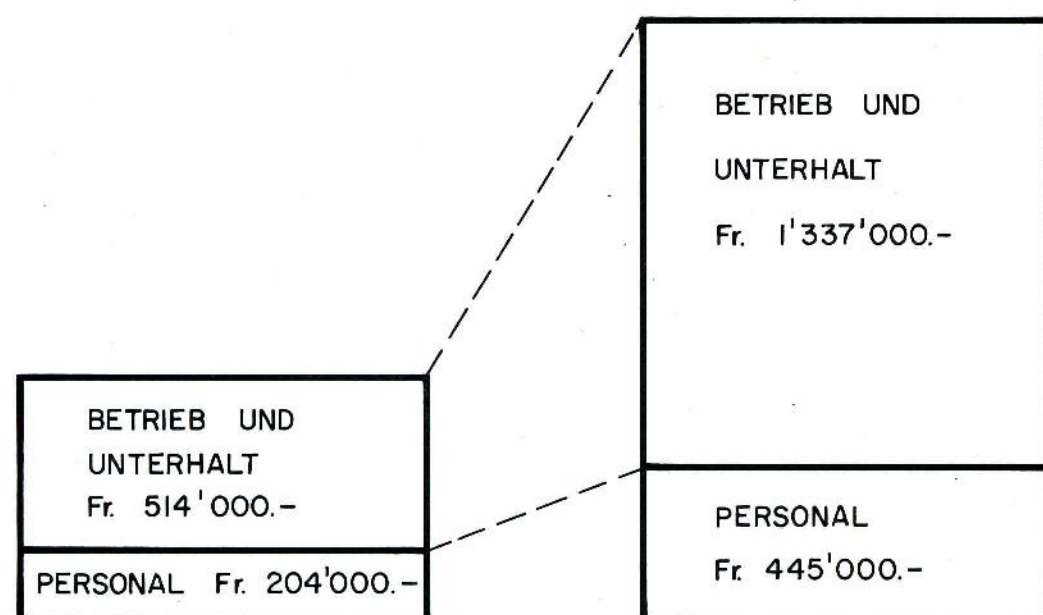 BETRIEB UND
UNTERHALT
Fr. 514'000.-
PERSONAL Fr. 204'000.-
BETRIEB UND
UNTERHALT
Fr. 1'337'000.-
PERSONAL
Fr. 445'000.-